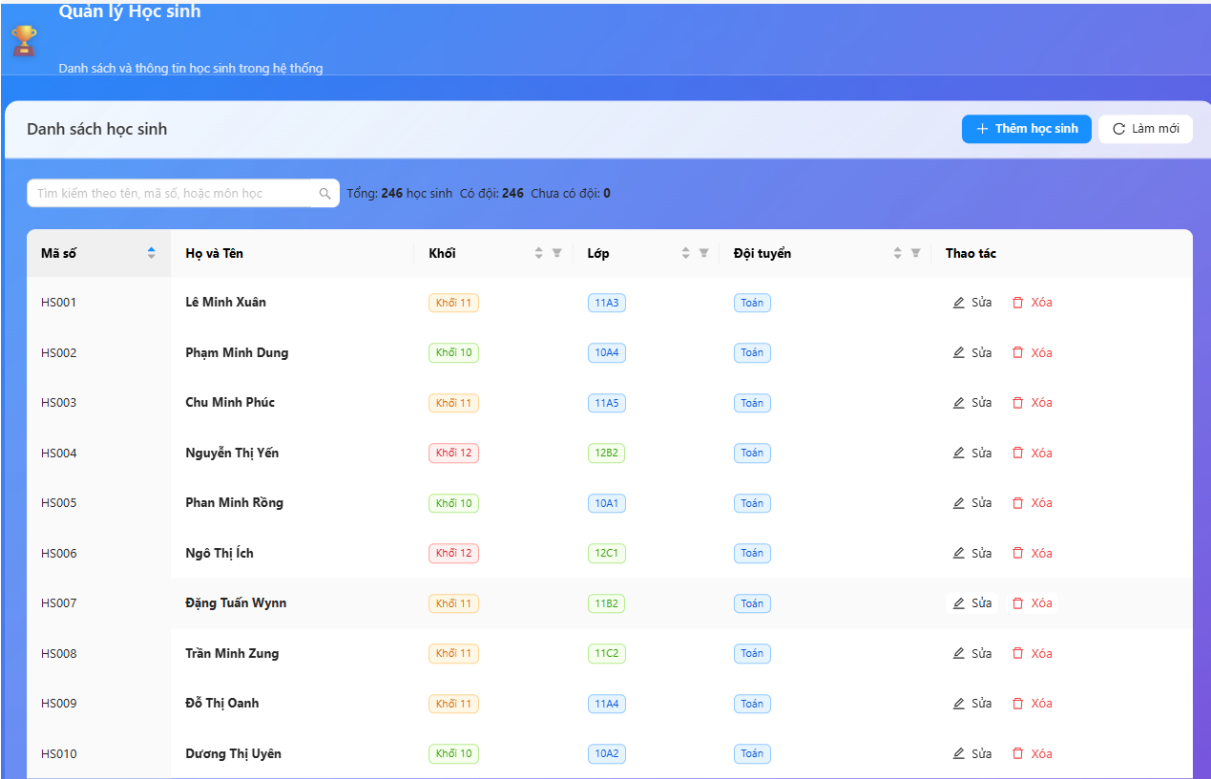 Quản lý Học sinh
Danh sách và thông tin học sinh trong hệ thống
Danh sách học sinh
Thêm học sinh
Làm mới
Tìm kiếm theo tên, mã số, hoặc môn học
Tổng: 246 học sinh Có đội: 246 Chưa có đội: 0
Mã số Họ và Tên Khối Lớp Đội tuyển Thao tác
HS001 Lê Minh Xuân Khối 11 11A3 Toán Sửa Xóa
HS002 Phạm Minh Dung Khối 10 10A4 Toán Sửa Xóa
HS003 Chu Minh Phúc Khối 11 11A5 Toán Sửa Xóa
HS004 Nguyễn Thị Yến Khối 12 12B2 Toán Sửa Xóa
HS005 Phan Minh Rồng Khối 10 10A1 Toán Sửa Xóa
HS006 Ngô Thị Ích Khối 12 12C1 Toán Sửa Xóa
HS007 Đặng Tuấn Wynn Khối 11 11B2 Toán Sửa Xóa
HS008 Trần Minh Zung Khối 11 11C2 Toán Sửa Xóa
HS009 Đỗ Thị Oanh Khối 11 11A4 Toán Sửa Xóa
HS010 Dương Thị Uyên Khối 10 10A2 Toán Sửa Xóa